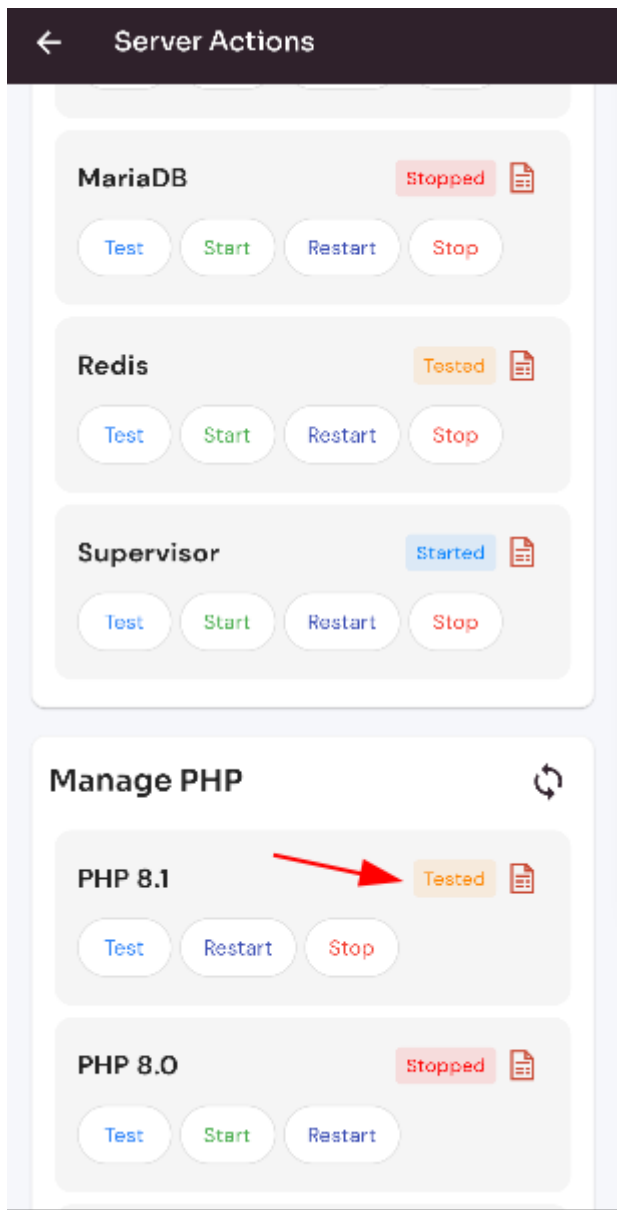 Server Actions
MariaDB Stopped
Test Start Restart Stop
Redis Tested
Test Start Restart Stop
Supervisor Started
Test Start Restart Stop
Manage PHP
PHP 8.1 Tested
Test Restart Stop
PHP 8.0 Stopped
Test Start Restart